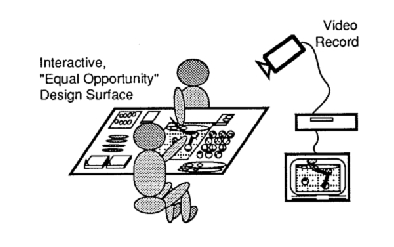 Video
Record
Interactive,
"Equal Opportunity"
Design Surface